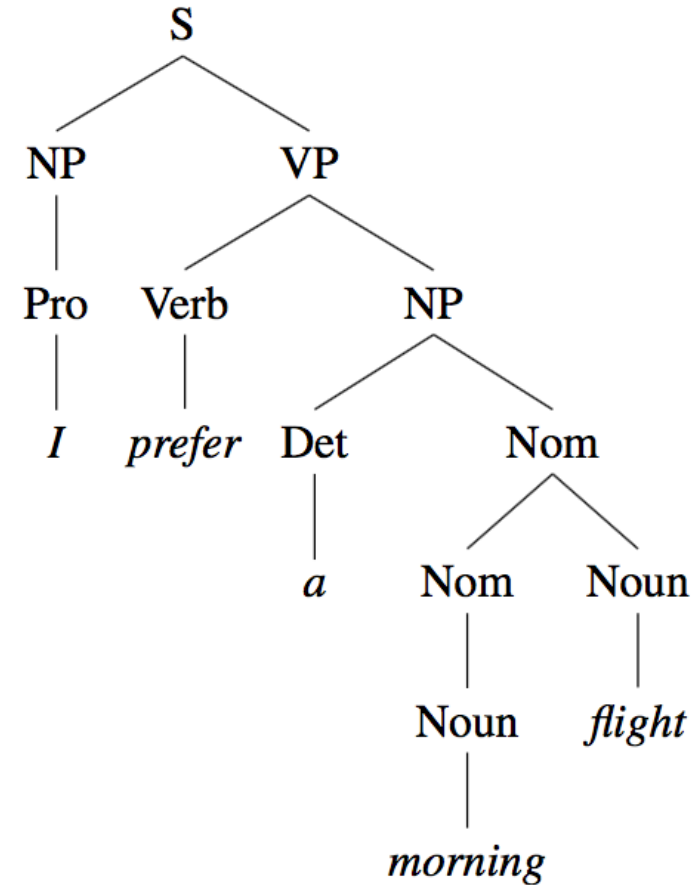 S
NP VP
Pro Verb NP
I prefer Det Nom
a Nom Noun
Noun flight
morning